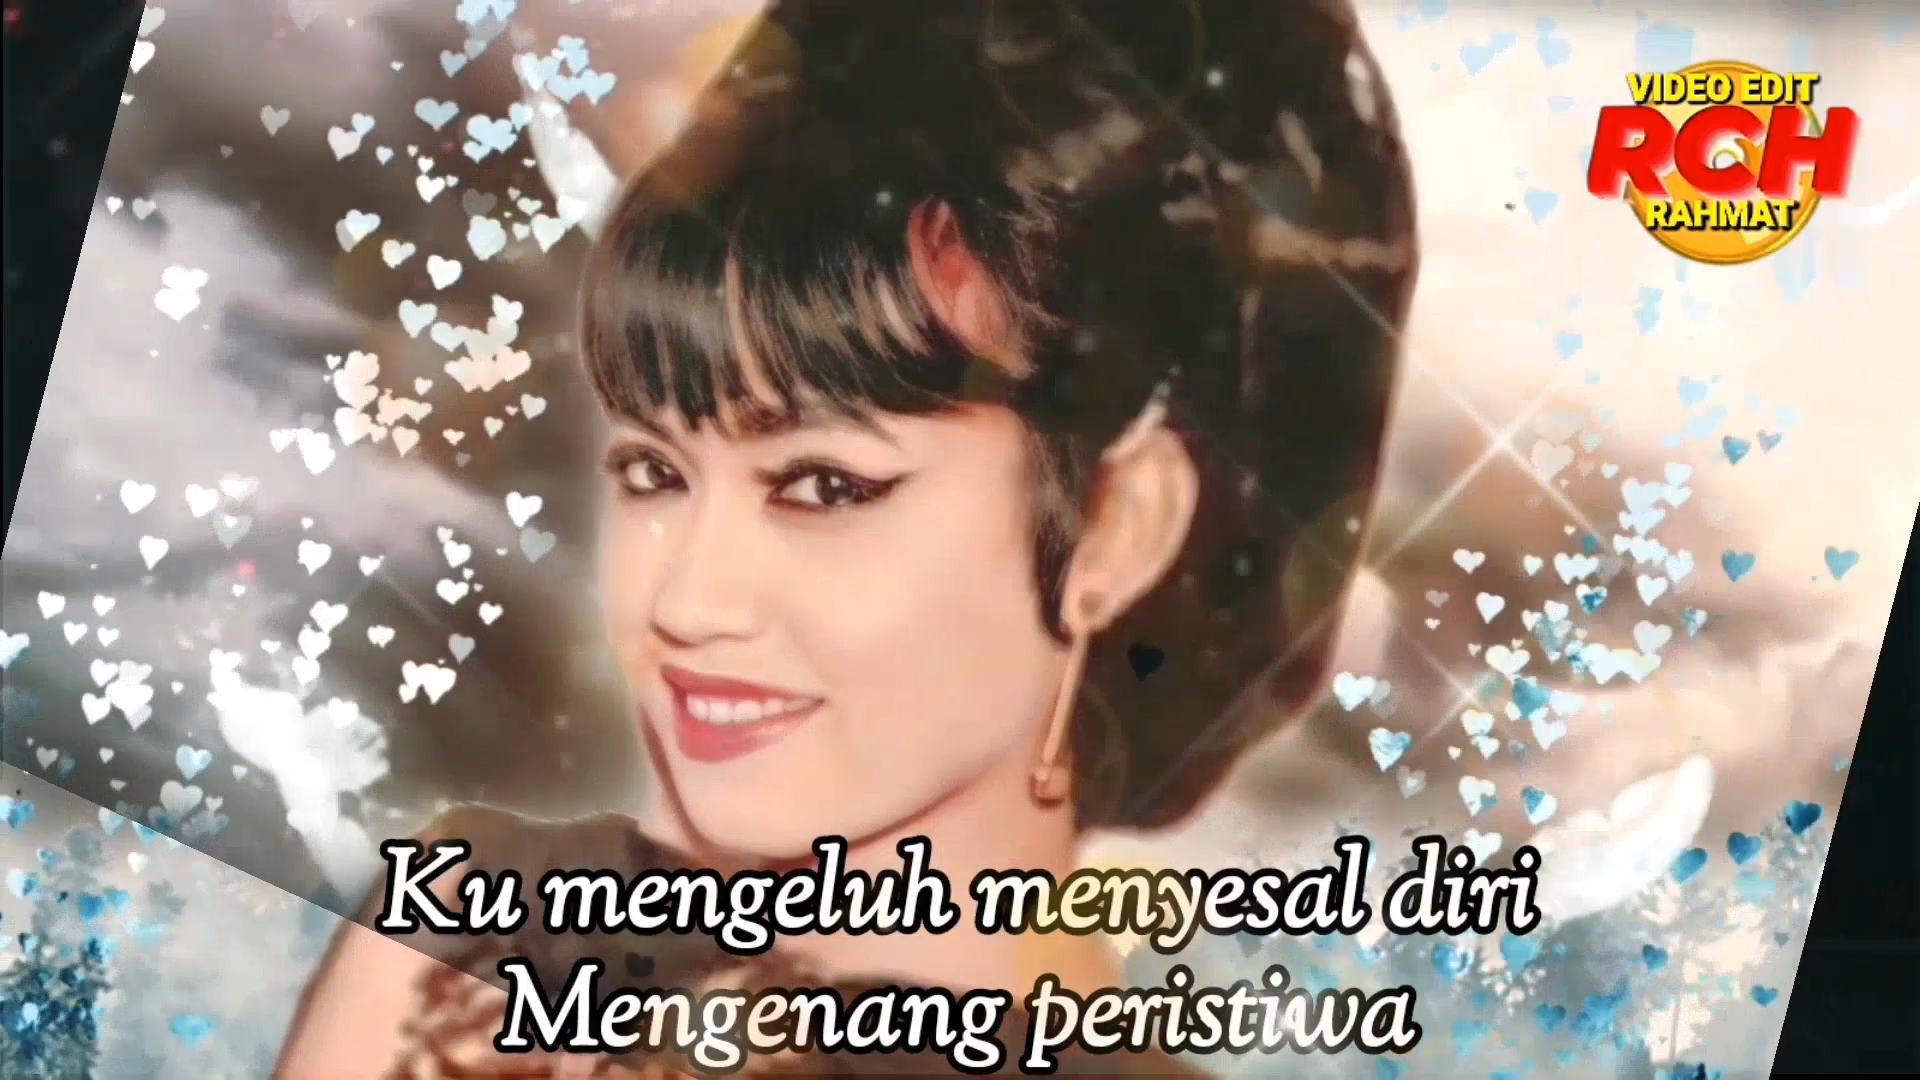 VIDEO EDIT
RCH
RAHMAT
Ku mengeluh menyesal diri
Mengenang peristiwa